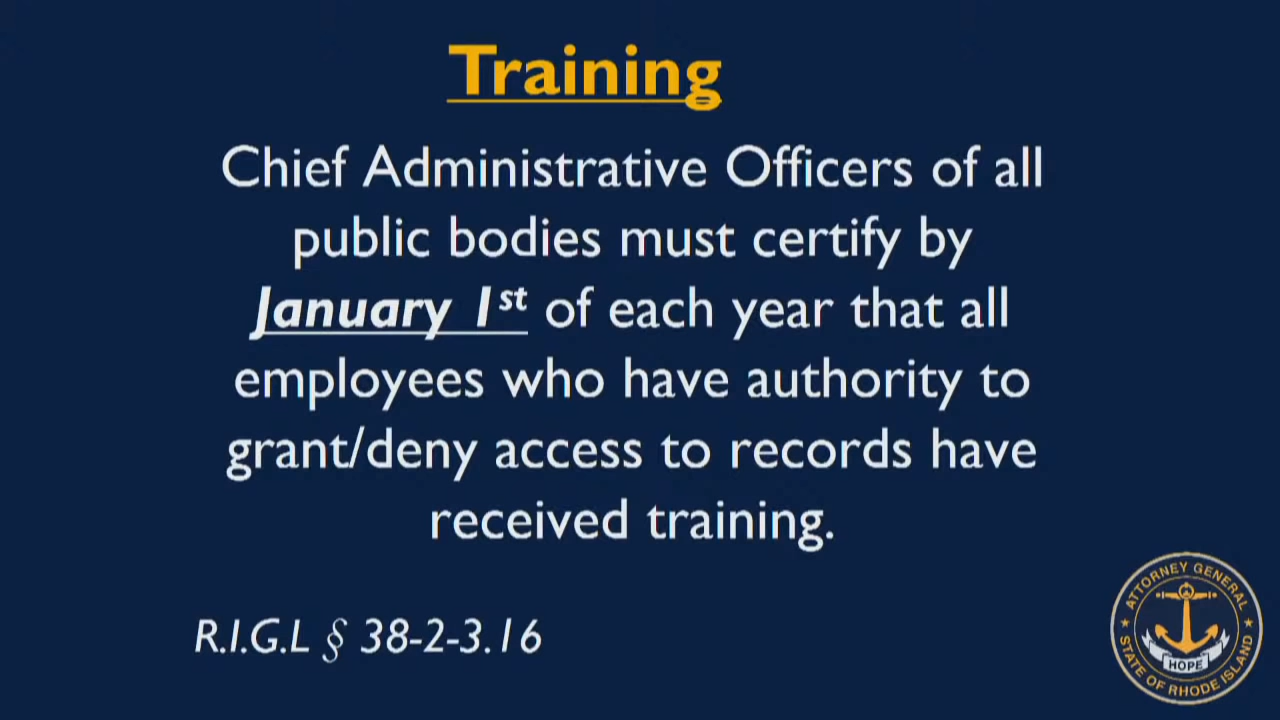 Training
Chief Administrative Officers of all
public bodies must certify by
January 1st of each year that all
employees who have authority to
grant/deny access to records have
received training.
R.I.G.L § 38-2-3.16
ATTORNEY GENERAL
HOPE
STATE OF RHODE ISLAND